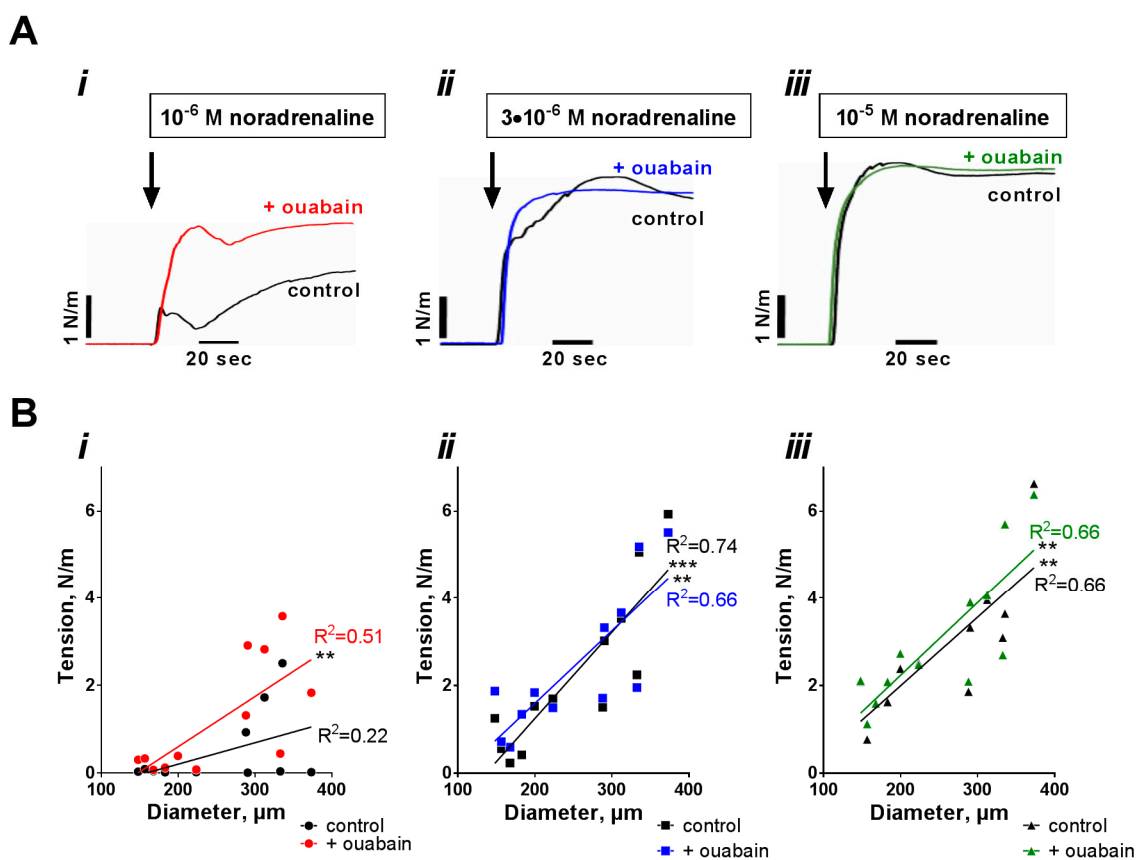 A
i
ii
iii
10⁻⁶ M noradrenaline
3•10⁻⁶ M noradrenaline
10⁻⁵ M noradrenaline
+ ouabain
control
1 N/m
20 sec
+ ouabain
control
1 N/m
20 sec
+ ouabain
control
1 N/m
20 sec
B
i
Tension, N/m
6
4
2
0
R²=0.51
**
R²=0.22
100
200
300
400
Diameter, µm
control
+ ouabain
ii
Tension, N/m
6
4
2
0
R²=0.74
***
**
R²=0.66
100
200
300
400
Diameter, µm
control
+ ouabain
iii
Tension, N/m
6
4
2
0
R²=0.66
**
**
R²=0.66
100
200
300
400
Diameter, µm
control
+ ouabain